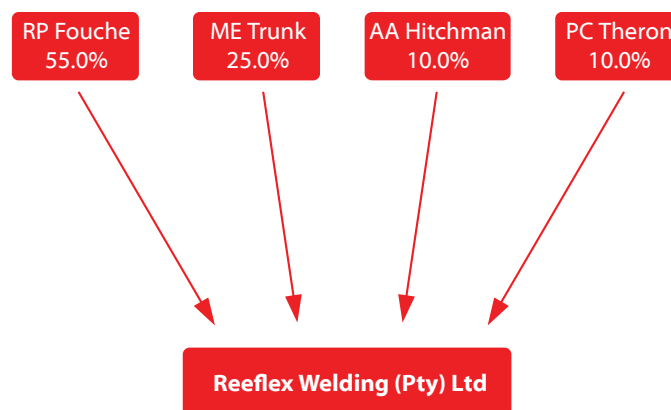 RP Fouche
55.0%
ME Trunk
25.0%
AA Hitchman
10.0%
PC Theron
10.0%
Reeflex Welding (Pty) Ltd